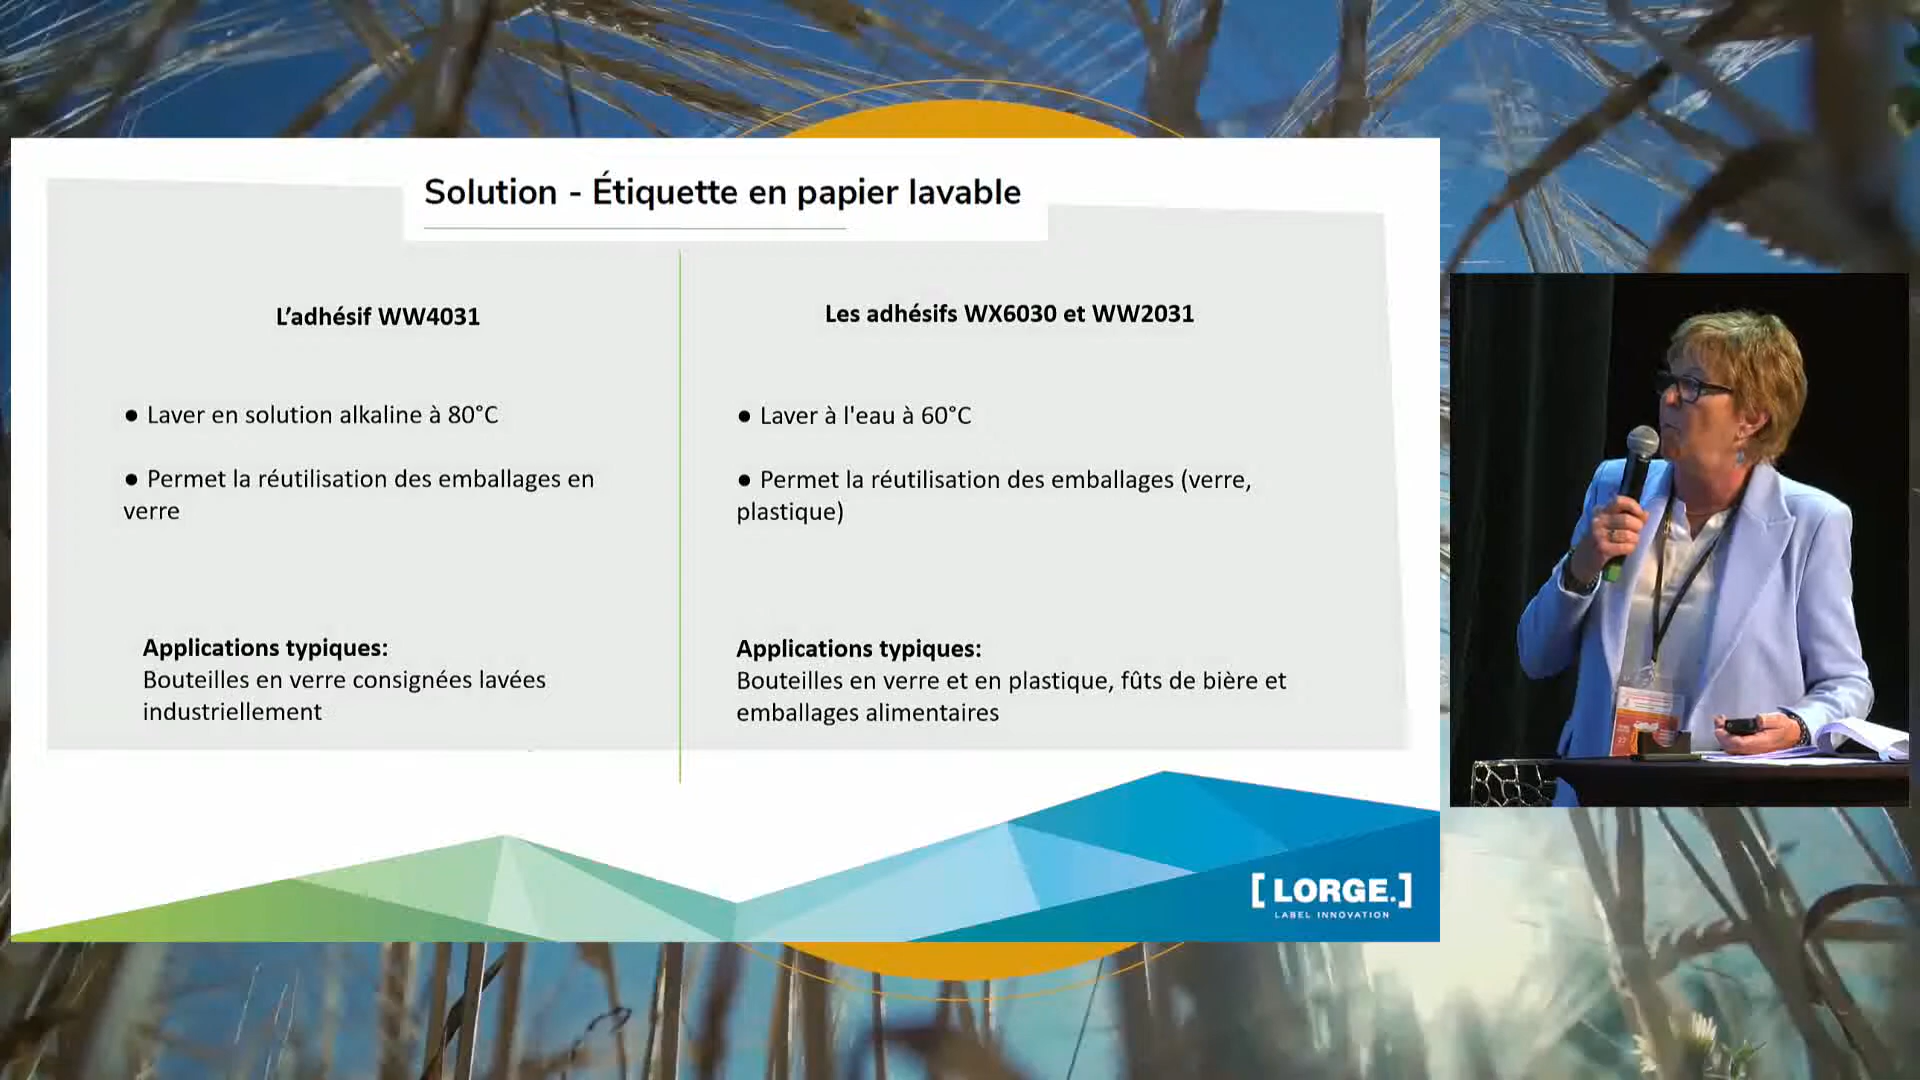 Solution - Étiquette en papier lavable
L'adhésif WW4031
● Laver en solution alkaline à 80°C
● Permet la réutilisation des emballages en
verre
Applications typiques:
Bouteilles en verre consignées lavées
industriellement
Les adhésifs WX6030 et WW2031
● Laver à l'eau à 60°C
● Permet la réutilisation des emballages (verre,
plastique)
Applications typiques:
Bouteilles en verre et en plastique, fûts de bière et
emballages alimentaires
[LORGE.]
LABEL INNOVATION